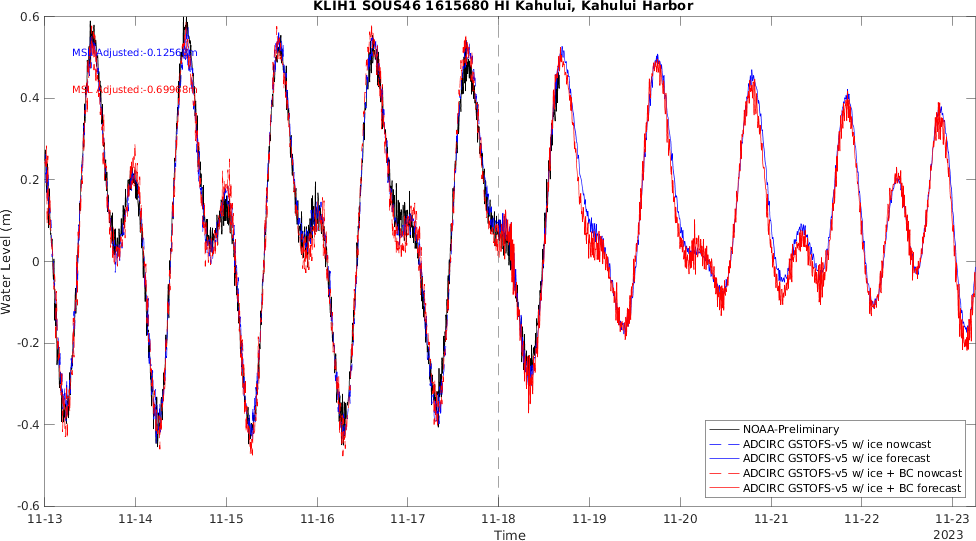 KLIH1 SOUS46 1615680 HI Kahului, Kahului Harbor
0.6
0.4
0.2
0
-0.2
-0.4
-0.6
Water Level (m)
MSL Adjusted:
MSL Adjusted:-0.69968m
NOAA-Preliminary
ADCIRC GSTOFS-v5 w/ ice nowcast
ADCIRC GSTOFS-v5 w/ ice forecast
ADCIRC GSTOFS-v5 w/ ice + BC nowcast
ADCIRC GSTOFS-v5 w/ ice + BC forecast
11-13 11-14 11-15 11-16 11-17 11-18 11-19 11-20 11-21 11-22 11-23
Time
2023